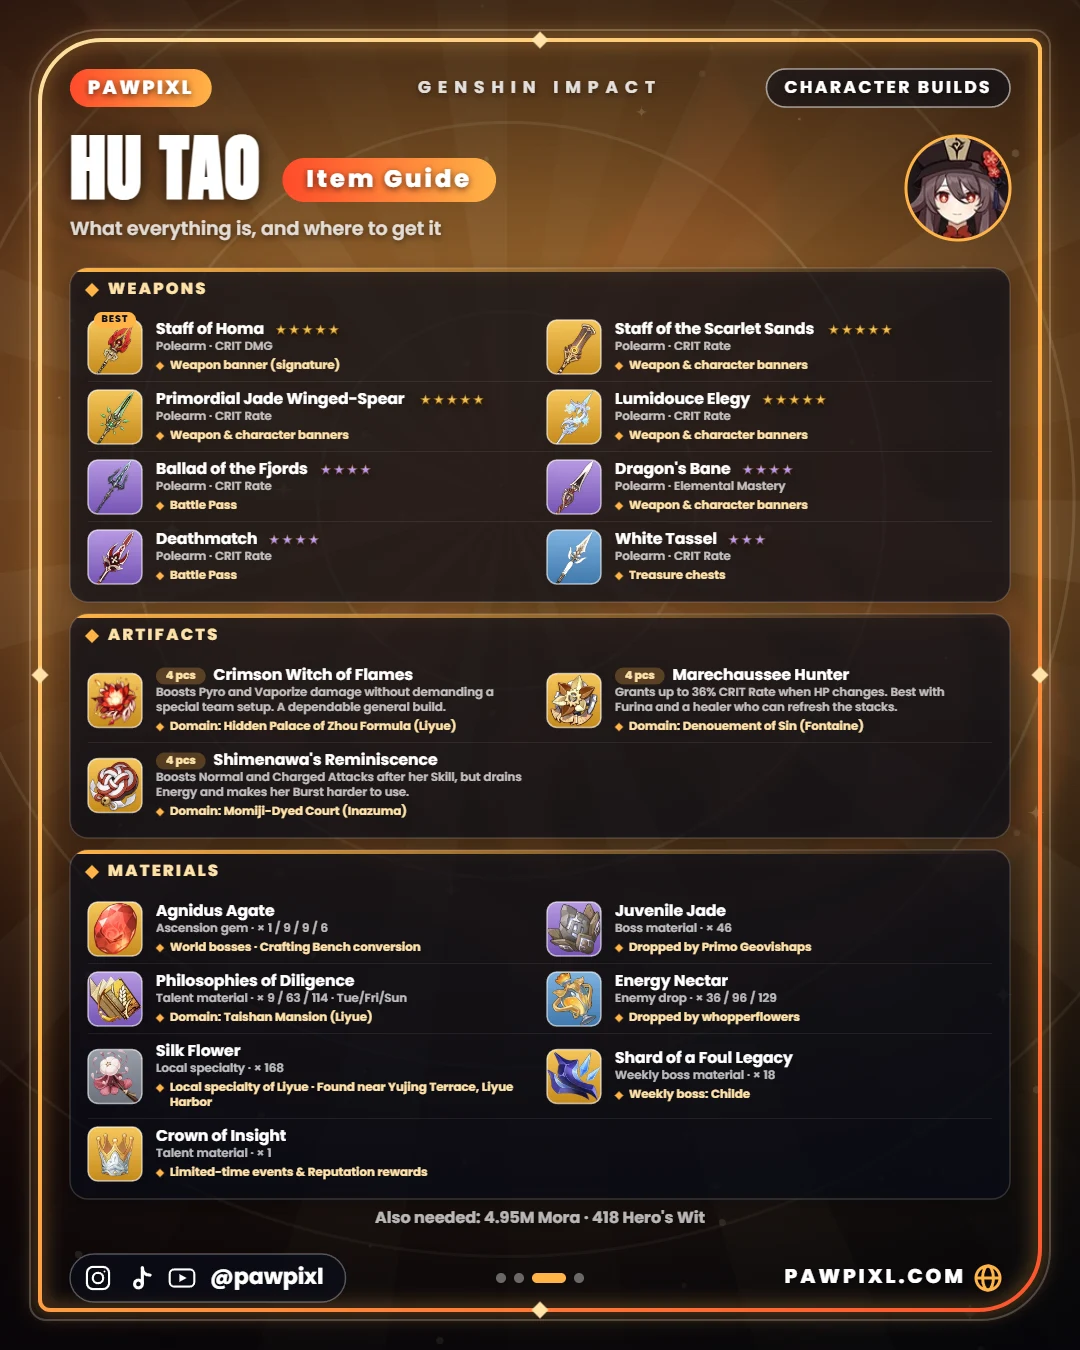 PAWPIXL
GENSHIN IMPACT
CHARACTER BUILDS
HU TAO
Item Guide
What everything is, and where to get it
WEAPONS
BEST
Staff of Homa ★★★★★
Polearm · CRIT DMG
Weapon banner (signature)
Staff of the Scarlet Sands ★★★★★
Polearm · CRIT Rate
Weapon & character banners
Primordial Jade Winged-Spear ★★★★★
Polearm · CRIT Rate
Weapon & character banners
Lumidouce Elegy ★★★★★
Polearm · CRIT Rate
Weapon & character banners
Ballad of the Fjords ★★★★
Polearm · CRIT Rate
Battle Pass
Dragon's Bane ★★★★
Polearm · Elemental Mastery
Weapon & character banners
Deathmatch ★★★★
Polearm · CRIT Rate
Battle Pass
White Tassel ★★★
Polearm · CRIT Rate
Treasure chests
ARTIFACTS
4 pcs Crimson Witch of Flames
Boosts Pyro and Vaporize damage without demanding a
special team setup. A dependable general build.
Domain: Hidden Palace of Zhou Formula (Liyue)
4 pcs Marechaussee Hunter
Grants up to 36% CRIT Rate when HP changes. Best with
Furina and a healer who can refresh the stacks.
Domain: Denouement of Sin (Fontaine)
4 pcs Shimenawa's Reminiscence
Boosts Normal and Charged Attacks after her Skill, but drains
Energy and makes her Burst harder to use.
Domain: Momiji-Dyed Court (Inazuma)
MATERIALS
Agnidus Agate
Ascension gem · × 1 / 9 / 9 / 6
World bosses · Crafting Bench conversion
Juvenile Jade
Boss material · × 46
Dropped by Primo Geovishaps
Philosophies of Diligence
Talent material · × 9 / 63 / 114 · Tue/Fri/Sun
Domain: Taishan Mansion (Liyue)
Energy Nectar
Enemy drop · × 36 / 96 / 129
Dropped by whopperflowers
Silk Flower
Local specialty · × 168
Local specialty of Liyue · Found near Yujing Terrace, Liyue
Harbor
Shard of a Foul Legacy
Weekly boss material · × 18
Weekly boss: Childe
Crown of Insight
Talent material · × 1
Limited-time events & Reputation rewards
Also needed: 4.95M Mora · 418 Hero's Wit
@pawpixl
PAWPIXL.COM